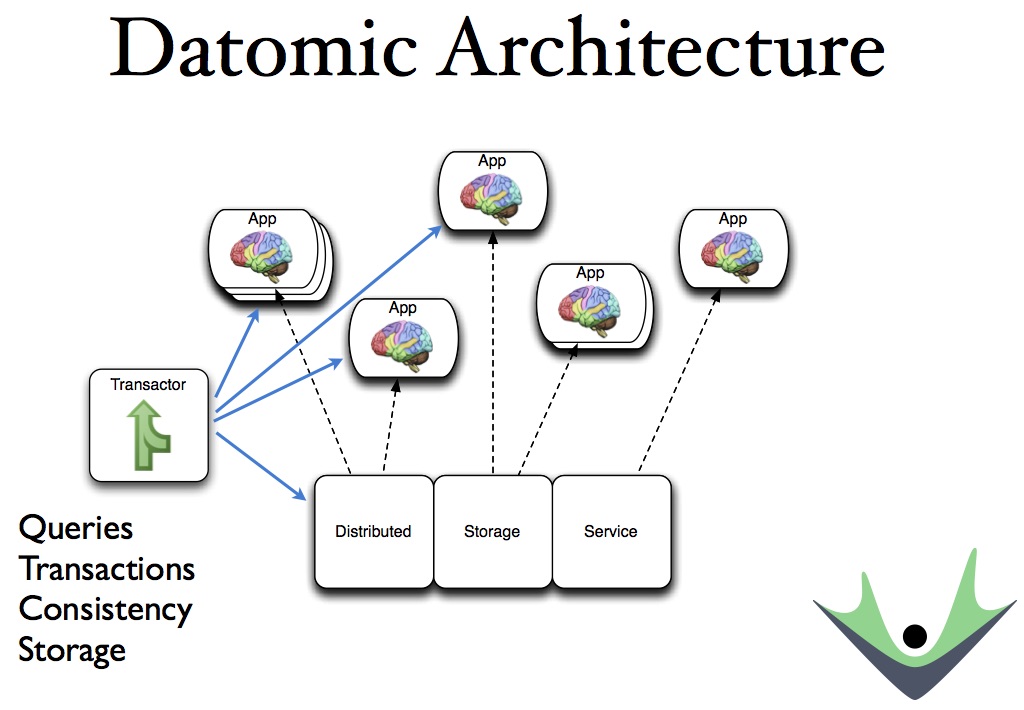 Datomic Architecture
App
App
App
App
App
Transactor
Distributed
Storage
Service
Queries
Transactions
Consistency
Storage